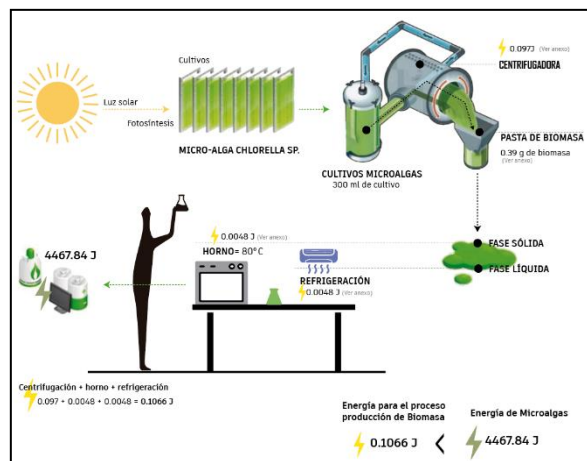 Cultivos
Luz solar
Fotosíntesis
MICRO-ALGA CHLORELLA SP.
0.097J (Ver anexo)
CENTRIFUGADORA
PASTA DE BIOMASA
0.39 g de biomasa
(Ver anexo)
CULTIVOS MICROALGAS
300 ml de cultivo
FASE SÓLIDA
FASE LÍQUIDA
0.0048 J (Ver anexo)
HORNO= 80°C
REFRIGERACIÓN
0.0048 J (Ver anexo)
4467.84 J
Centrifugación + horno + refrigeración
0.097 + 0.0048 + 0.0048 = 0.1066 J
Energía para el proceso
producción de Biomasa
0.1066 J
<
Energía de Microalgas
4467.84 J